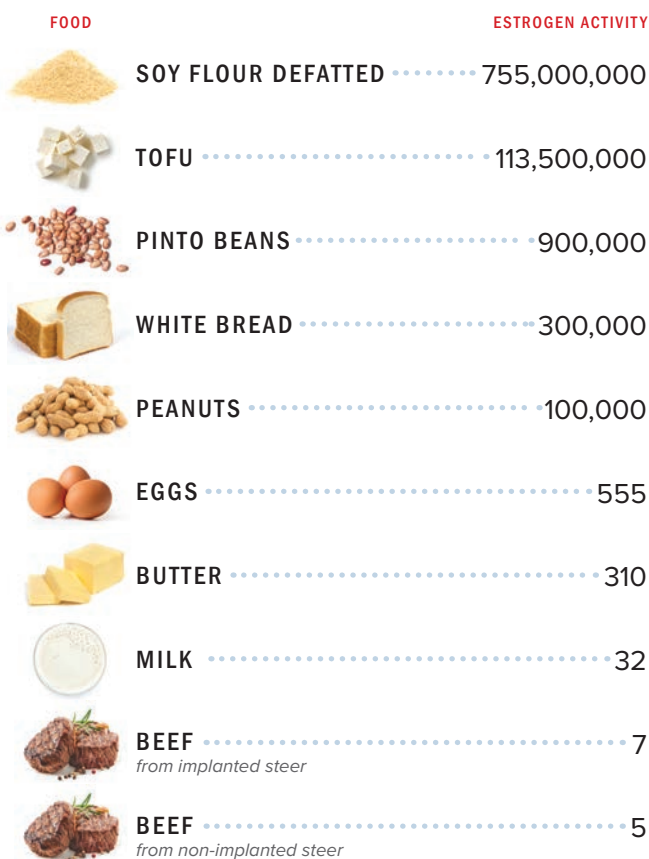 FOOD ESTROGEN ACTIVITY
SOY FLOUR DEFATTED 755,000,000
TOFU 113,500,000
PINTO BEANS 900,000
WHITE BREAD 300,000
PEANUTS 100,000
EGGS 555
BUTTER 310
MILK 32
BEEF 7
from implanted steer
BEEF 5
from non-implanted steer